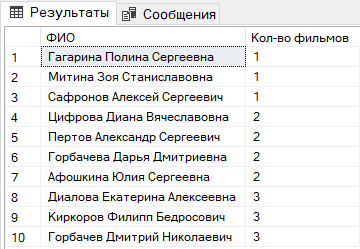 Результаты Сообщения
ФИО Кол-во фильмов
1 Гагарина Полина Сергеевна 1
2 Митина Зоя Станиславовна 1
3 Сафронов Алексей Сергеевич 1
4 Цифрова Диана Вячеславовна 2
5 Пертов Александр Сергеевич 2
6 Горбачева Дарья Дмитриевна 2
7 Афошкина Юлия Сергеевна 2
8 Диалова Екатерина Алексеевна 3
9 Киркоров Филипп Бедросович 3
10 Горбачев Дмитрий Николаевич 3